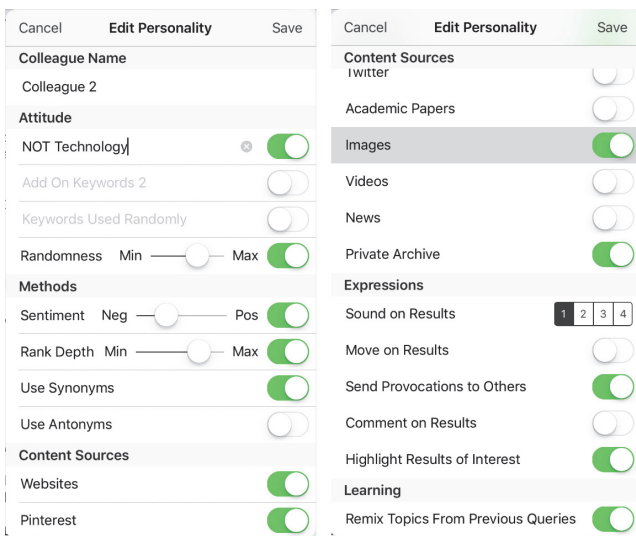 Cancel Edit Personality Save
Colleague Name
Colleague 2
Attitude
NOT Technology
Add On Keywords 2
Keywords Used Randomly
Randomness Min Max
Methods
Sentiment Neg Pos
Rank Depth Min Max
Use Synonyms
Use Antonyms
Content Sources
Websites
Pinterest
Cancel Edit Personality Save
Content Sources
Twitter
Academic Papers
Images
Videos
News
Private Archive
Expressions
Sound on Results 1 2 3 4
Move on Results
Send Provocations to Others
Comment on Results
Highlight Results of Interest
Learning
Remix Topics From Previous Queries